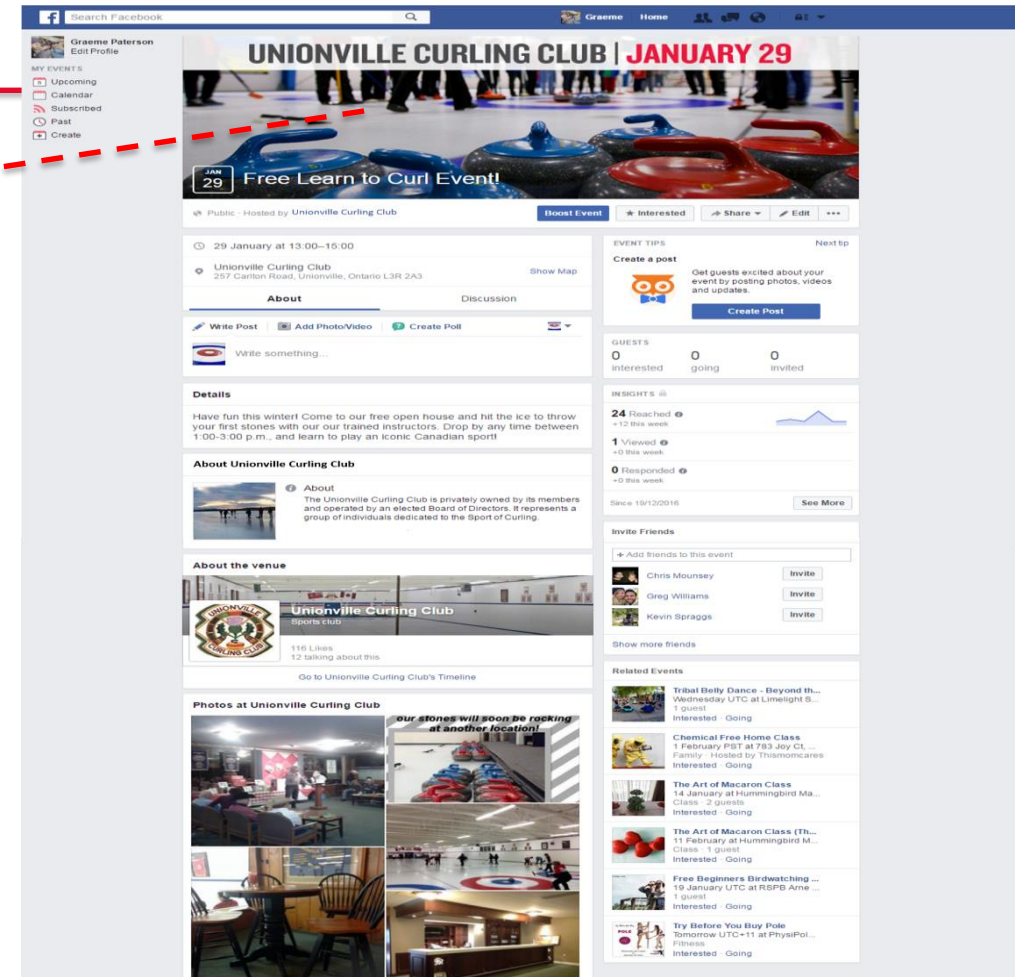 Search Facebook
Graeme Home
Graeme Paterson
Edit Profile
MY EVENTS
Upcoming
Calendar
Subscribed
Past
Create
UNIONVILLE CURLING CLUB | JANUARY 29
JAN
29
Free Learn to Curl Event!
Public · Hosted by Unionville Curling Club
Boost Event
Interested
Share
Edit
29 January at 13:00–15:00
Unionville Curling Club
257 Carlton Road, Unionville, Ontario L3R 2A3
Show Map
About
Discussion
Write Post
Add Photo/Video
Create Poll
Write something...
Details
Have fun this winter! Come to our free open house and hit the ice to throw
your first stones with our our trained instructors. Drop by any time between
1:00-3:00 p.m., and learn to play an iconic Canadian sport!
About Unionville Curling Club
About
The Unionville Curling Club is privately owned by its members
and operated by an elected Board of Directors. It represents a
group of individuals dedicated to the Sport of Curling.
About the venue
UNIONVILLE
CURLING CLUB
Unionville Curling Club
Sports club
116 Likes
12 talking about this
Go to Unionville Curling Club's Timeline
Photos at Unionville Curling Club
our stones will soon be rocking
at another location!
EVENT TIPS
Next tip
Create a post
Get guests excited about your
event by posting photos, videos
and updates.
Create Post
GUESTS
0 0 0
interested going invited
INSIGHTS
24 Reached
+12 this week
1 Viewed
+0 this week
0 Responded
+0 this week
Since 19/12/2016
See More
Invite Friends
+ Add friends to this event
Chris Mounsey
Invite
Greg Williams
Invite
Kevin Spraggs
Invite
Show more friends
Related Events
Tribal Belly Dance - Beyond th...
Wednesday UTC at Limelight S...
1 guest
Interested · Going
Chemical Free Home Class
1 February PST at 783 Joy Ct, ...
Family · Hosted by Thismomcares
Interested · Going
The Art of Macaron Class
14 January at Hummingbird Ma...
Class · 2 guests
Interested · Going
The Art of Macaron Class (Th...
11 February at Hummingbird M...
Class · 1 guest
Interested · Going
Free Beginners Birdwatching ...
19 January UTC at RSPB Arne ...
1 guest
Interested · Going
Try Before You Buy Pole
Tomorrow UTC+11 at PhysiPol...
Fitness
Interested · Going